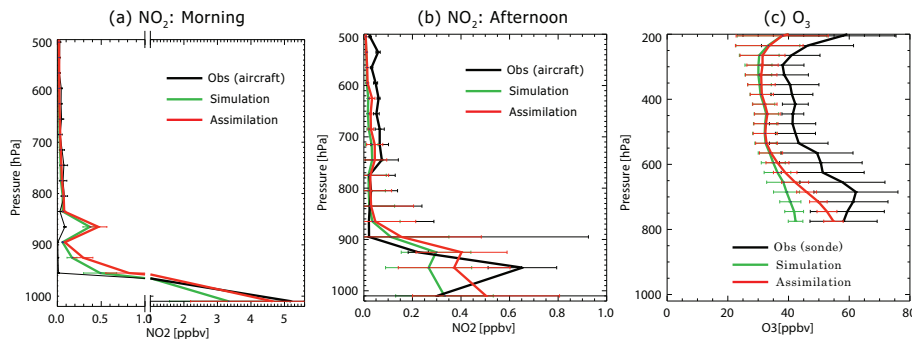 (a) NO2: Morning
500
600
700
800
900
1000
Pressure [hPa]
Obs (aircraft)
Simulation
Assimilation
0.0 0.5 1.0 2 3 4 5
NO2 [ppbv]
(b) NO2: Afternoon
500
600
700
800
900
1000
Pressure [hPa]
Obs (aircraft)
Simulation
Assimilation
0.0 0.2 0.4 0.6 0.8 1.0
NO2 [ppbv]
(c) O3
200
400
600
800
1000
Pressure [hPa]
Obs (sonde)
Simulation
Assimilation
0 20 40 60 80
O3[ppbv]